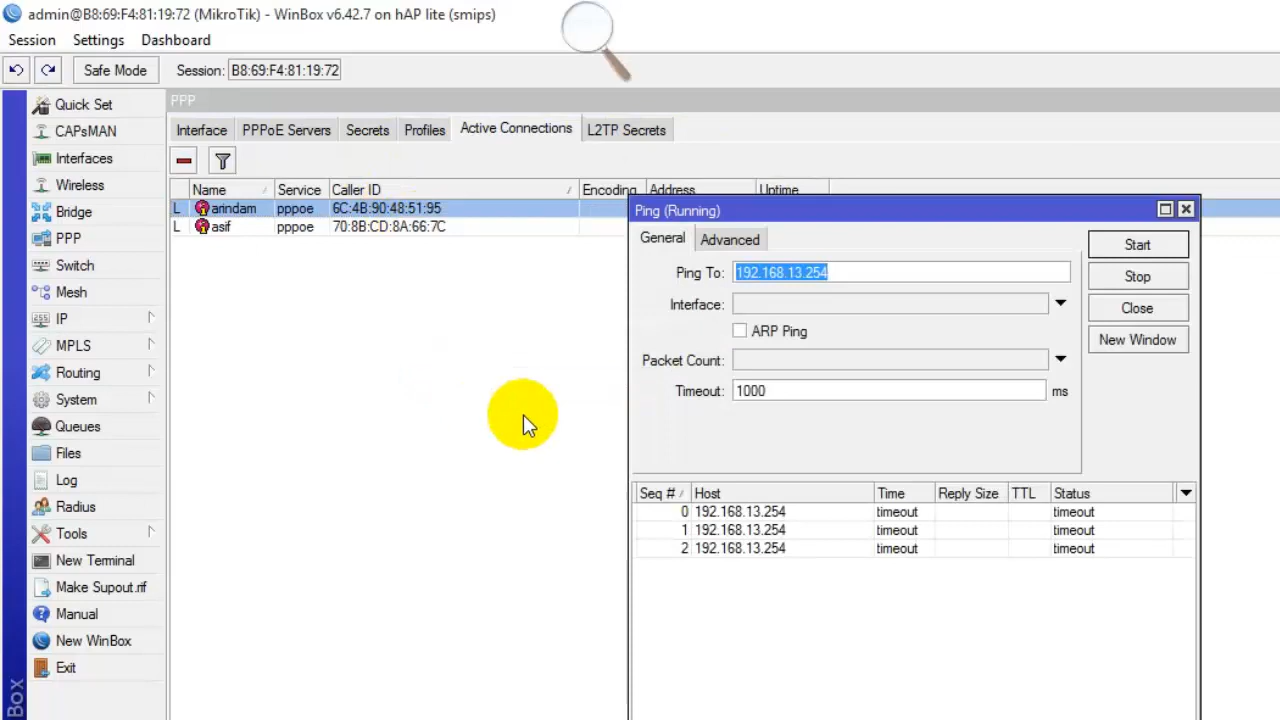 admin@B8:69:F4:81:19:72 (MikroTik) - WinBox v6.42.7 on hAP lite (smips)
Session Settings Dashboard
Safe Mode Session: B8:69:F4:81:19:72
Quick Set
CAPsMAN
Interfaces
Wireless
Bridge
PPP
Switch
Mesh
IP
MPLS
Routing
System
Queues
Files
Log
Radius
Tools
New Terminal
Make Supout.rif
Manual
New WinBox
Exit
Box
PPP
Interface PPPoE Servers Secrets Profiles Active Connections L2TP Secrets
Name Service Caller ID Encoding Address Uptime
L arindam pppoe 6C:4B:90:48:51:95
L asif pppoe 70:8B:CD:8A:66:7C
Ping (Running)
General Advanced
Ping To: 192.168.13.254
Interface:
ARP Ping
Packet Count:
Timeout: 1000 ms
Start
Stop
Close
New Window
Seq # Host Time Reply Size TTL Status
0 192.168.13.254 timeout timeout
1 192.168.13.254 timeout timeout
2 192.168.13.254 timeout timeout